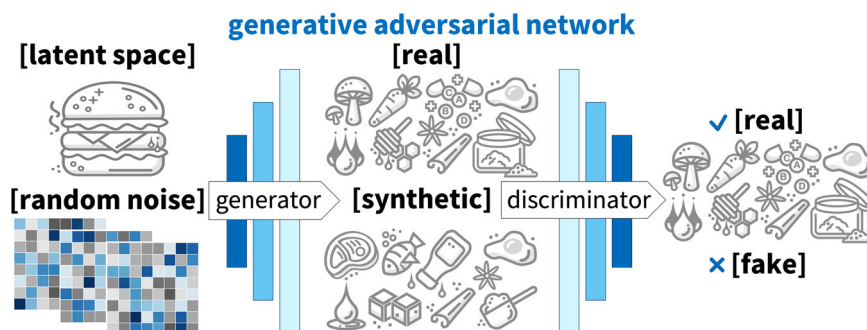 generative adversarial network
[latent space]
[real]
[random noise]
generator
[synthetic]
discriminator
✓ [real]
× [fake]
C
A
B
D
C
A
B
D